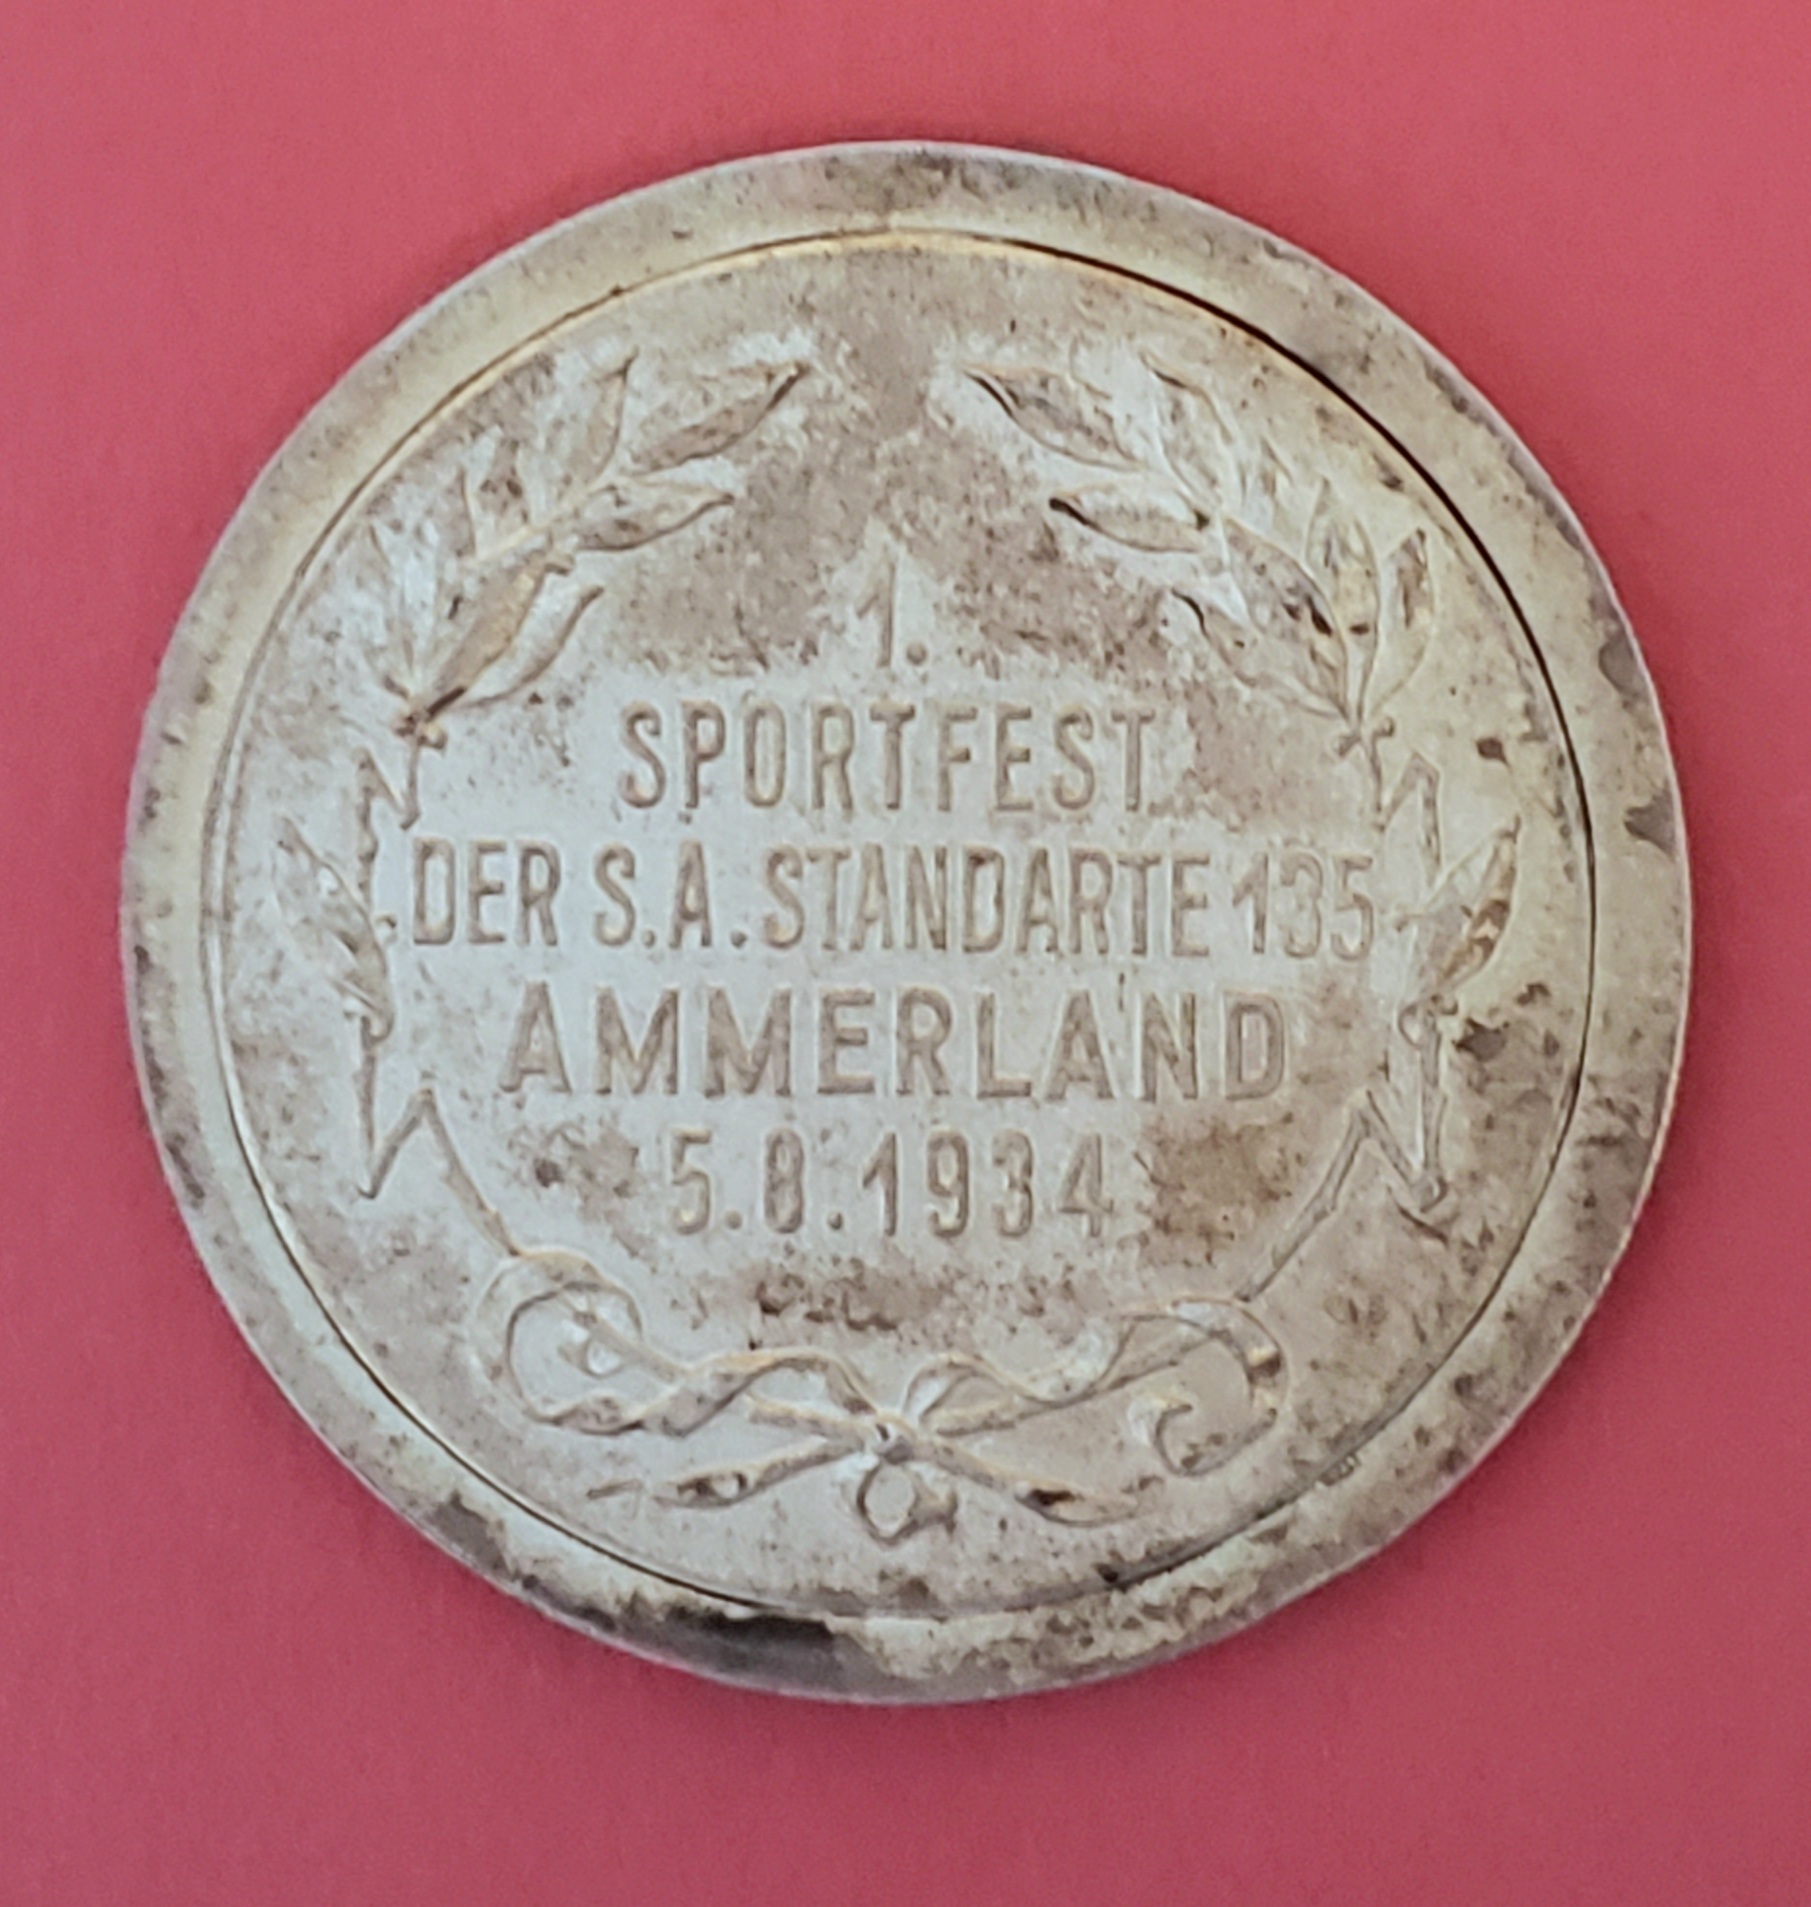 1.
SPORTFEST
DER S.A. STANDARTE 135
AMMERLAND
5.8.1934